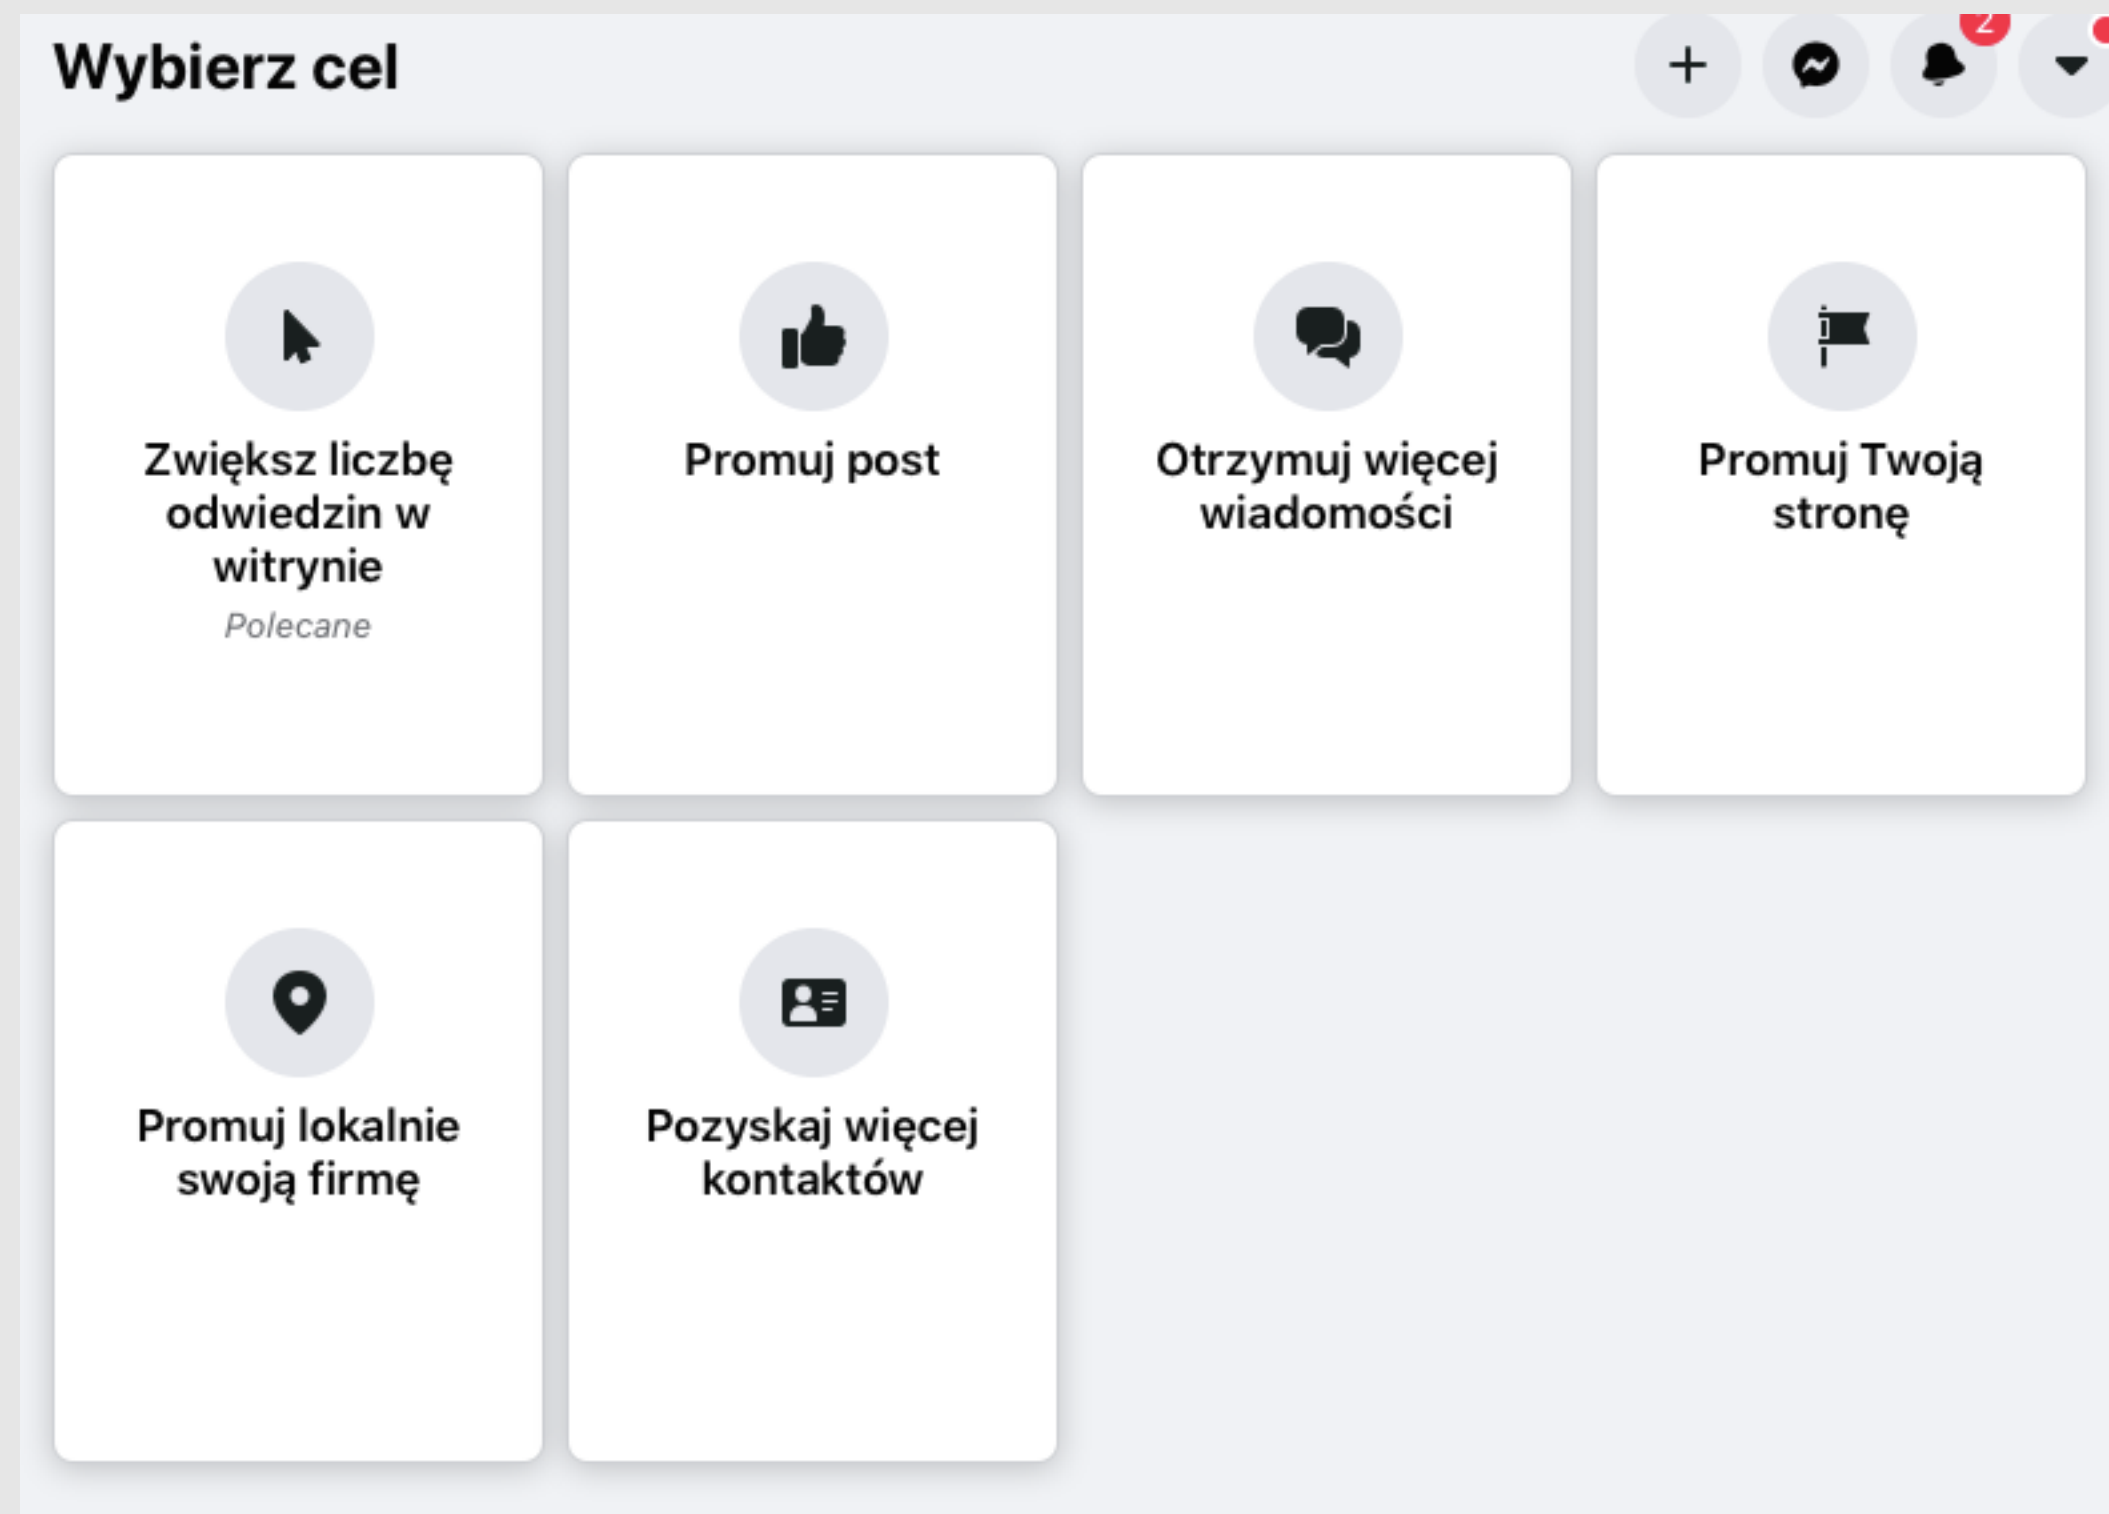 Wybierz cel
2
Zwiększ liczbę
odwiedzin w
witrynie
Polecane
Promuj post
Otrzymuj więcej
wiadomości
Promuj Twoją
stronę
Promuj lokalnie
swoją firmę
Pozyskaj więcej
kontaktów